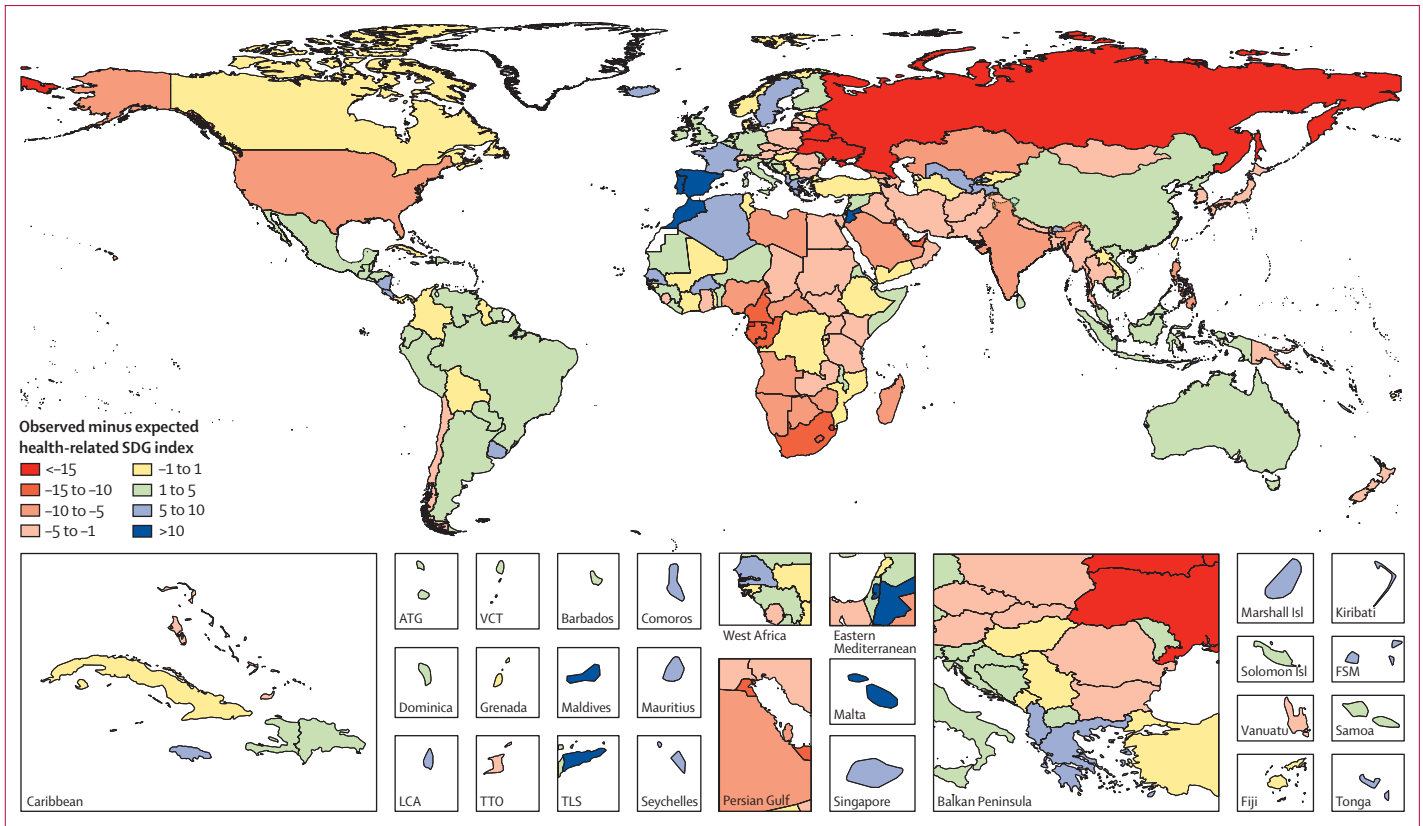 Observed minus expected
health-related SDG index
<–15
–15 to –10
–10 to –5
–5 to –1
–1 to 1
1 to 5
5 to 10
>10
Caribbean
ATG
VCT
Barbados
Comoros
Dominica
Grenada
Maldives
Mauritius
LCA
TTO
TLS
Seychelles
West Africa
Eastern
Mediterranean
Persian Gulf
Malta
Singapore
Balkan Peninsula
Marshall Isl
Kiribati
Solomon Isl
FSM
Vanuatu
Samoa
Fiji
Tonga